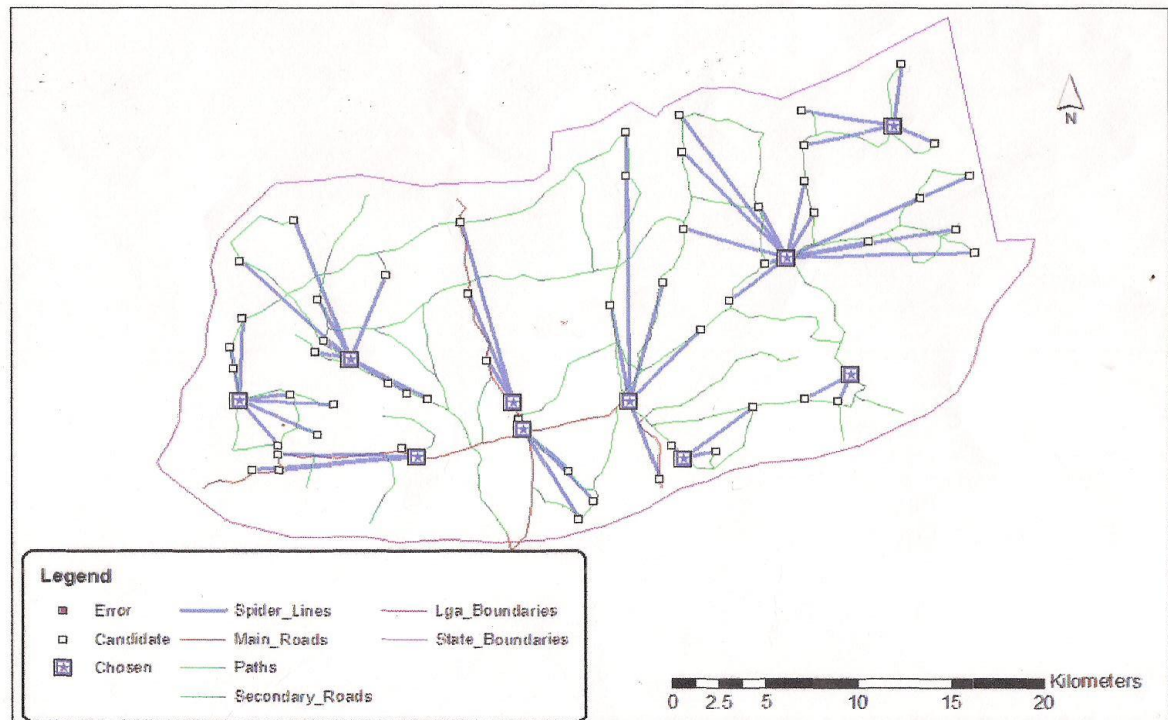 N
Legend
Error
Spider_Lines
Lga_Boundaries
Candidate
Main_Roads
State_Boundaries
Chosen
Paths
Secondary_Roads
Kilometers
0 2.5 5 10 15 20